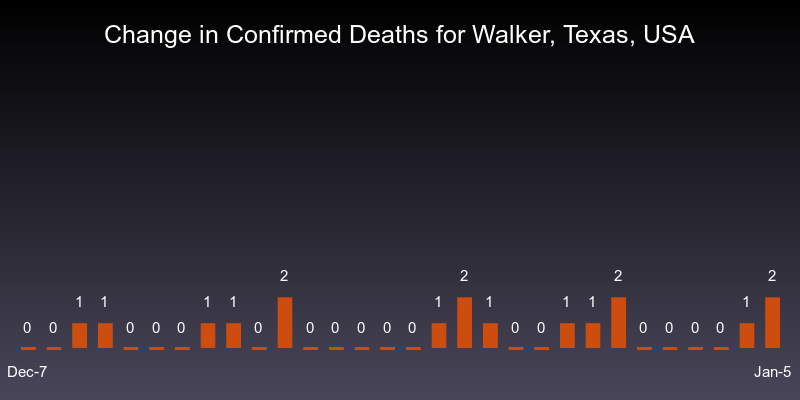 Change in Confirmed Deaths for Walker, Texas, USA
0 0 1 1 0 0 0 1 1 0 2 0 0 0 0 0 1 2 1 0 0 1 1 2 0 0 0 0 1 2
Dec-7 Jan-5